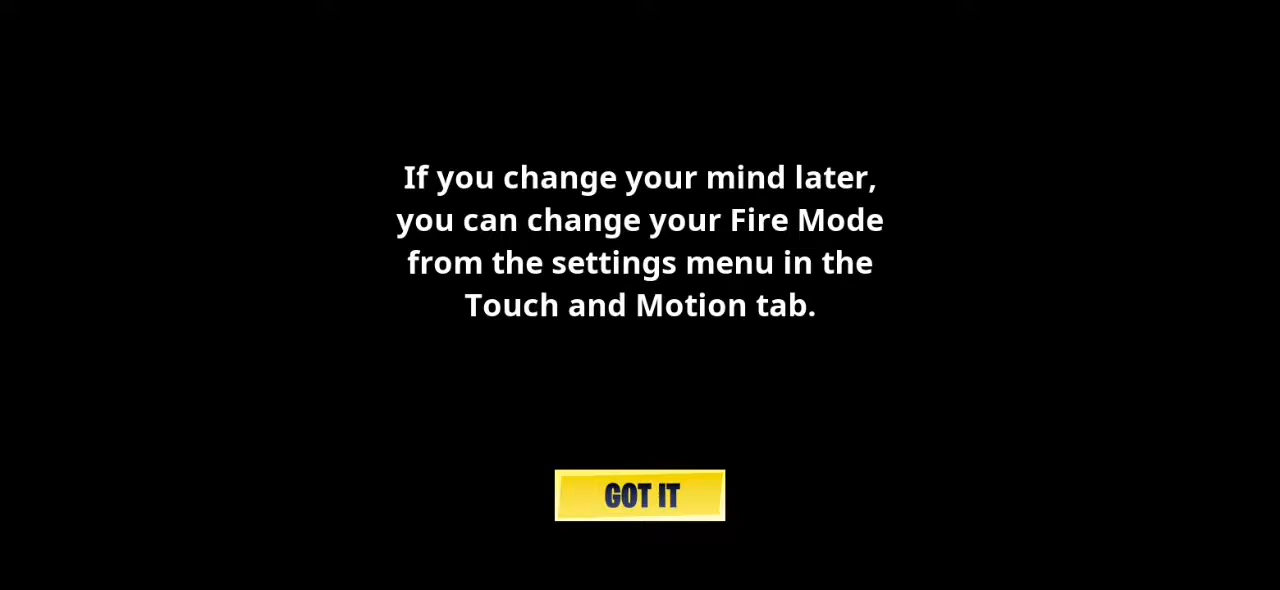 If you change your mind later,
you can change your Fire Mode
from the settings menu in the
Touch and Motion tab.
GOT IT